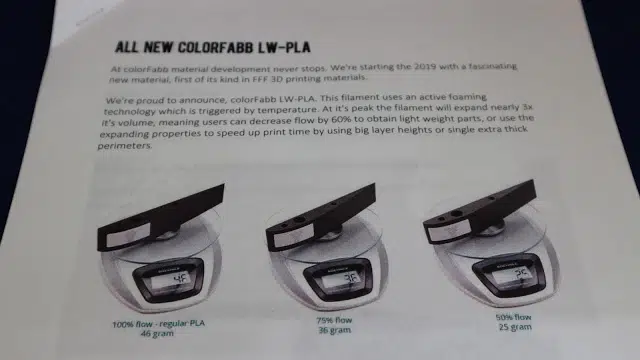 ALL NEW COLORFABB LW-PLA
At colorFabb material development never stops. We're starting the 2019 with a fascinating
new material, first of its kind in FFF 3D printing materials.
We're proud to announce, colorFabb LW-PLA. This filament uses an active foaming
technology which is triggered by temperature. At it's peak the filament will expand nearly 3x
it's volume, meaning users can decrease flow by 60% to obtain light weight parts, or use the
expanding properties to speed up print time by using big layer heights or single extra thick
perimeters.
100% flow - regular PLA
46 gram
75% flow
36 gram
50% flow
25 gram